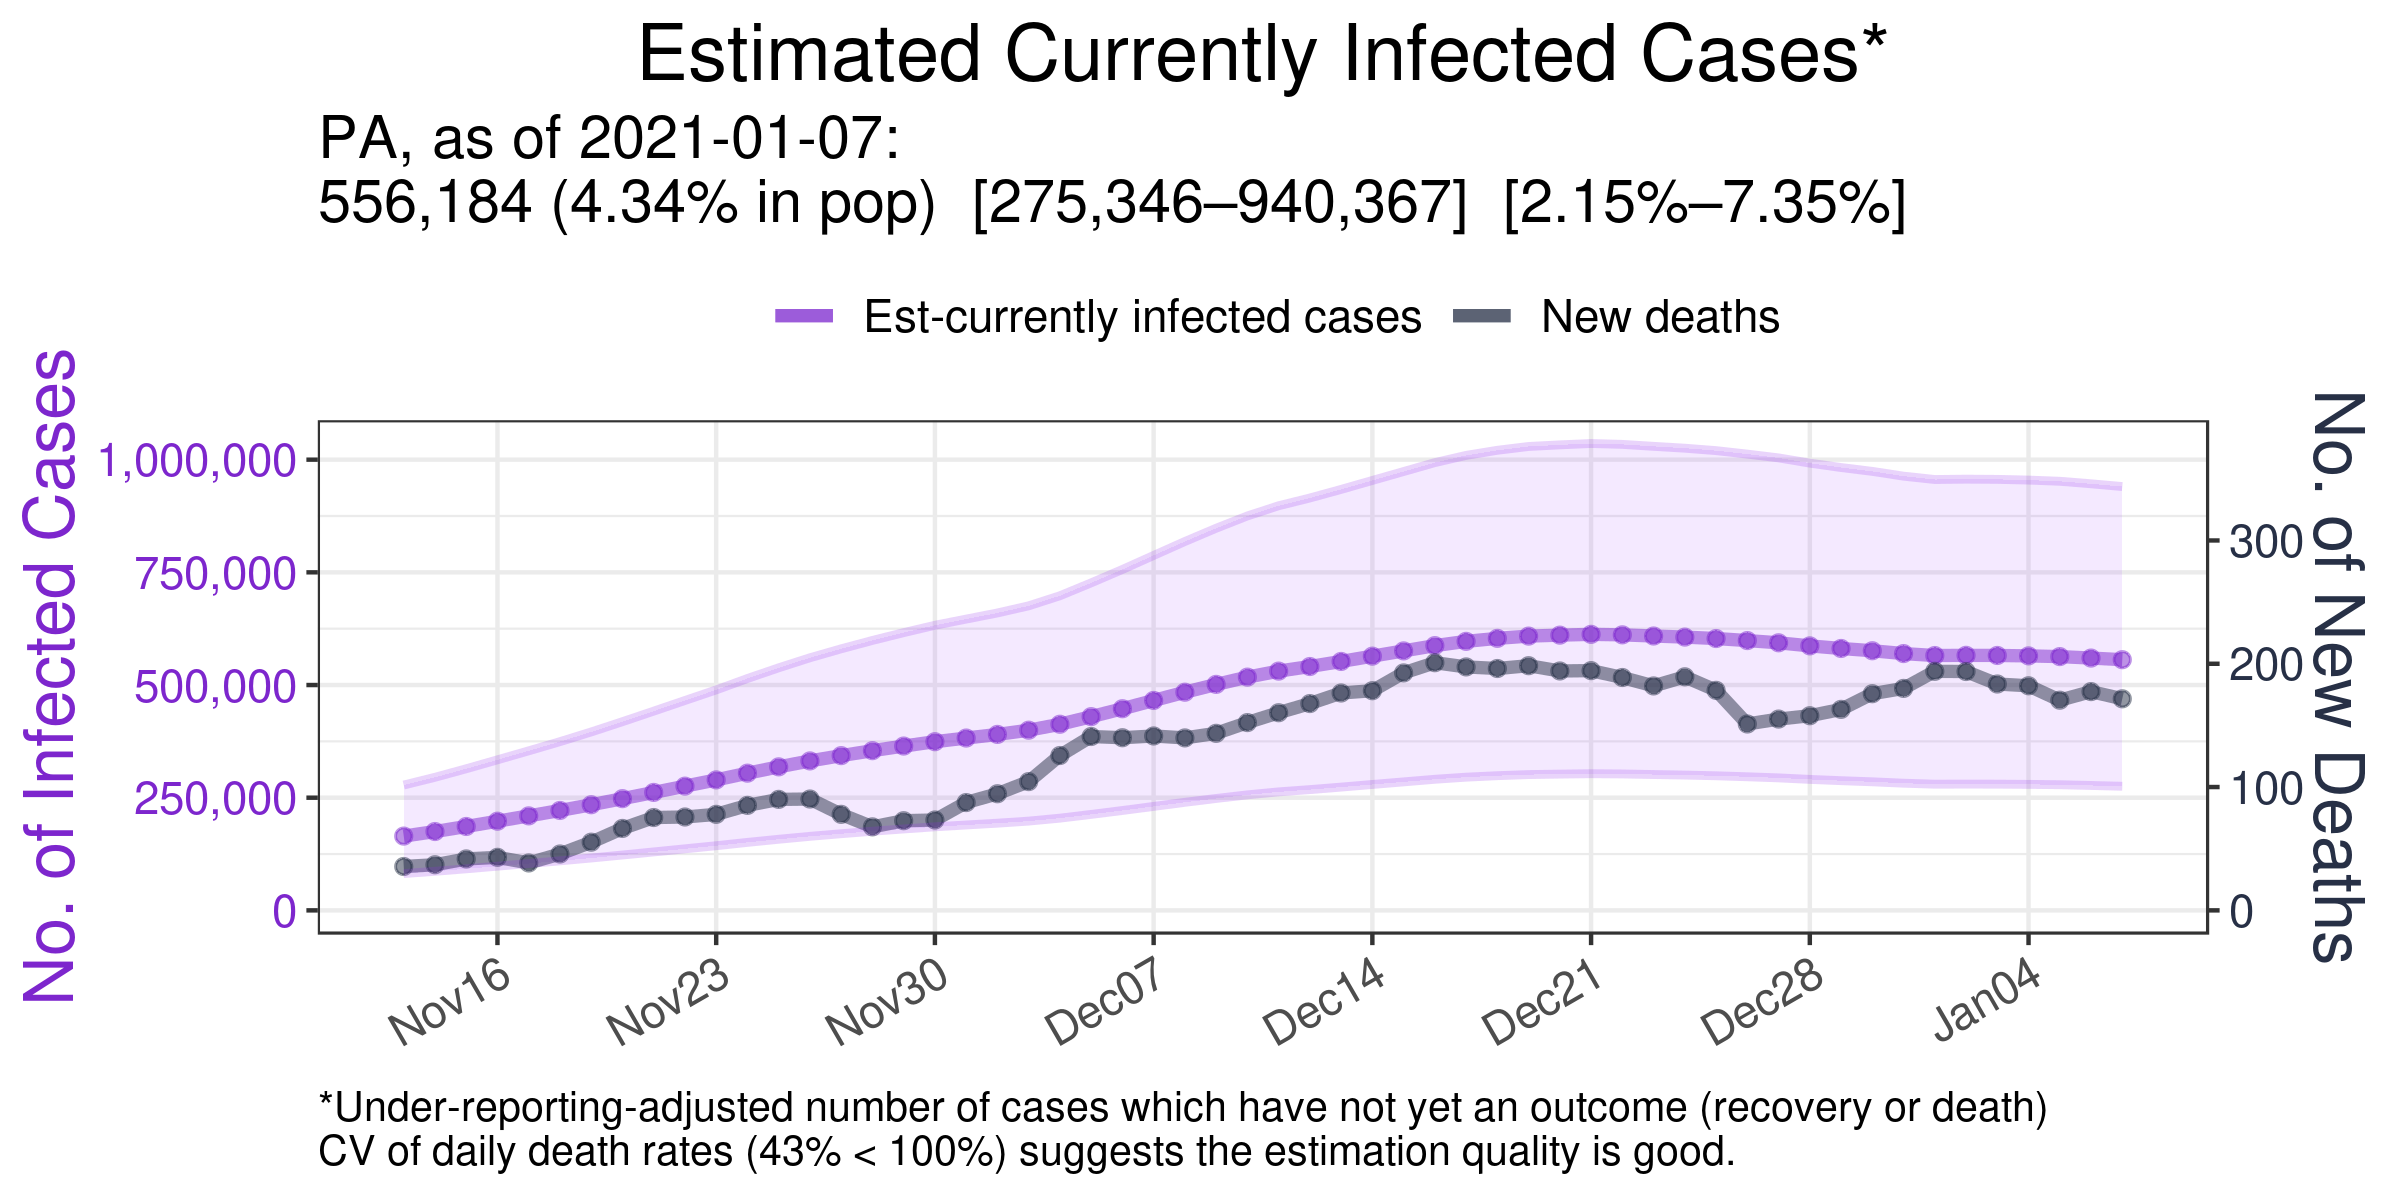 Estimated Currently Infected Cases*
PA, as of 2021-01-07:
556,184 (4.34% in pop)  [275,346–940,367]  [2.15%–7.35%]
Est-currently infected cases
New deaths
No. of Infected Cases
1,000,000
750,000
500,000
250,000
0
300
200
100
0
No. of New Deaths
Nov16
Nov23
Nov30
Dec07
Dec14
Dec21
Dec28
Jan04
*Under-reporting-adjusted number of cases which have not yet an outcome (recovery or death)
CV of daily death rates (43% < 100%) suggests the estimation quality is good.